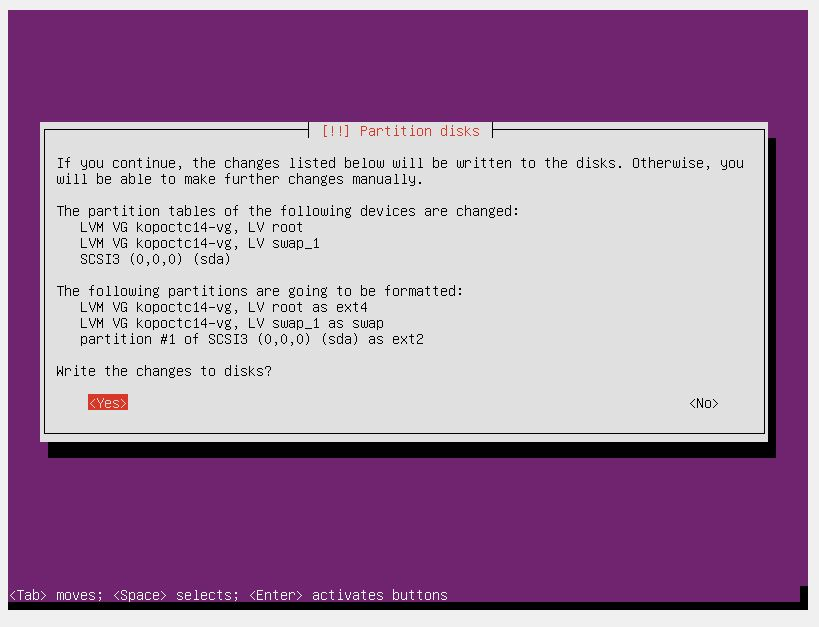 [!!] Partition disks
If you continue, the changes listed below will be written to the disks. Otherwise, you
will be able to make further changes manually.
The partition tables of the following devices are changed:
LVM VG kopoctc14-vg, LV root
LVM VG kopoctc14-vg, LV swap_1
SCSI3 (0,0,0) (sda)
The following partitions are going to be formatted:
LVM VG kopoctc14-vg, LV root as ext4
LVM VG kopoctc14-vg, LV swap_1 as swap
partition #1 of SCSI3 (0,0,0) (sda) as ext2
Write the changes to disks?
<Yes> <No>
<Tab> moves; <Space> selects; <Enter> activates buttons